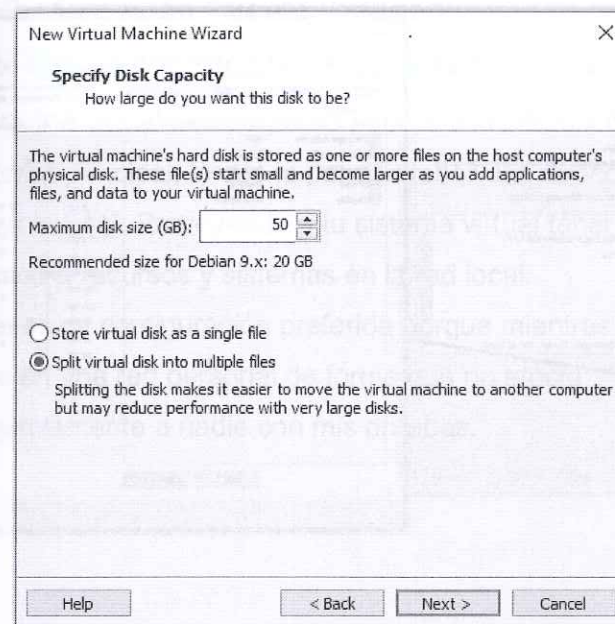 New Virtual Machine Wizard
Specify Disk Capacity
How large do you want this disk to be?
The virtual machine's hard disk is stored as one or more files on the host computer's
physical disk. These file(s) start small and become larger as you add applications,
files, and data to your virtual machine.
Maximum disk size (GB): 50
Recommended size for Debian 9.x: 20 GB
Store virtual disk as a single file
Split virtual disk into multiple files
Splitting the disk makes it easier to move the virtual machine to another computer
but may reduce performance with very large disks.
Help < Back Next > Cancel